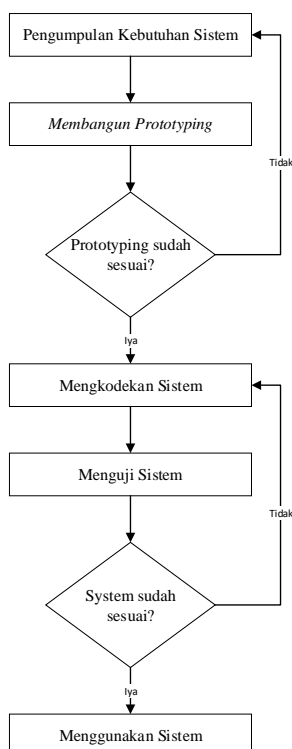 Pengumpulan Kebutuhan Sistem
Membangun Prototyping
Tidak
Prototyping sudah
sesuai?
Iya
Mengkodekan Sistem
Menguji Sistem
Tidak
System sudah
sesuai?
Iya
Menggunakan Sistem